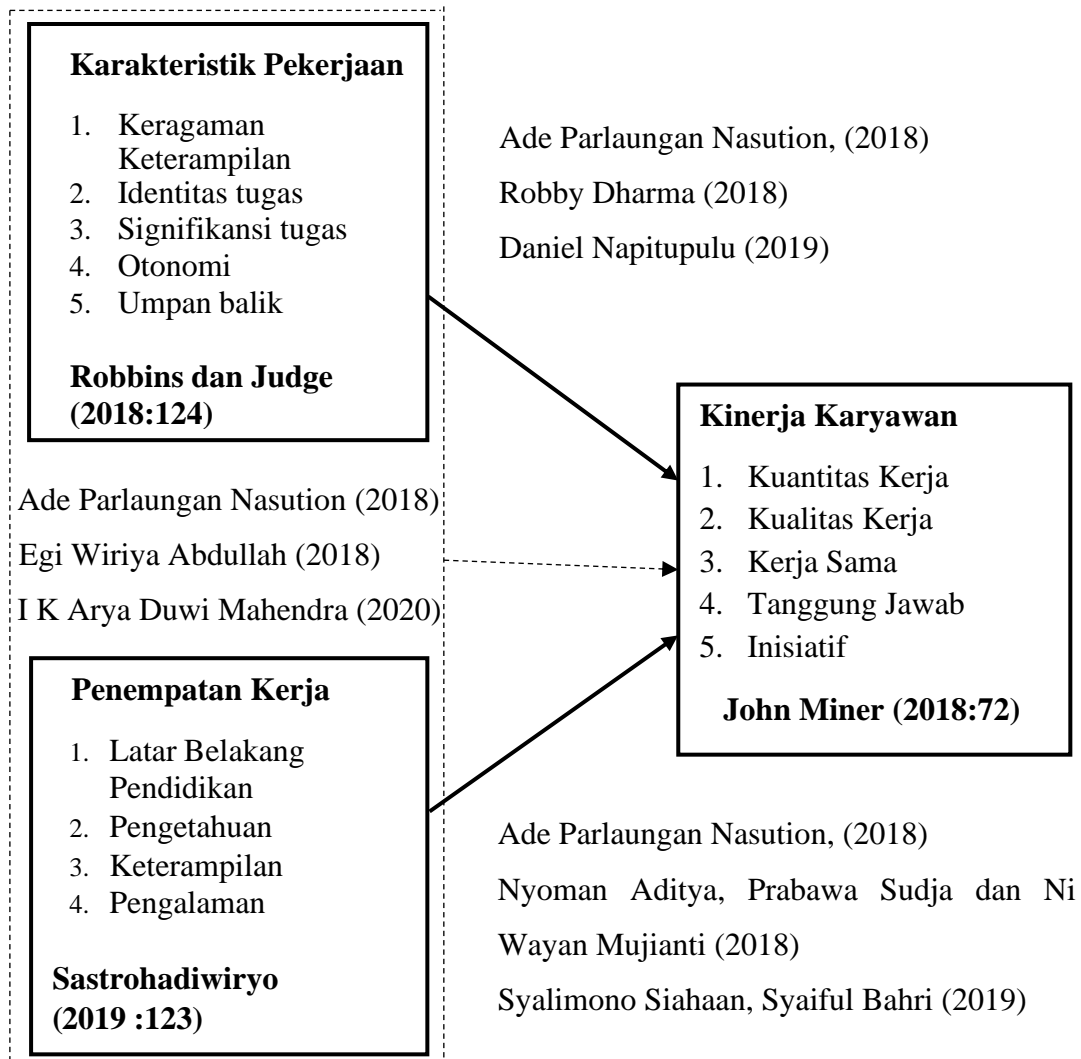 Karakteristik Pekerjaan
1. Keragaman
Keterampilan
2. Identitas tugas
3. Signifikansi tugas
4. Otonomi
5. Umpan balik
Robbins dan Judge
(2018:124)
Ade Parlaungan Nasution, (2018)
Robby Dharma (2018)
Daniel Napitupulu (2019)
Ade Parlaungan Nasution (2018)
Egi Wiriya Abdullah (2018)
I K Arya Duwi Mahendra (2020)
Kinerja Karyawan
1. Kuantitas Kerja
2. Kualitas Kerja
3. Kerja Sama
4. Tanggung Jawab
5. Inisiatif
John Miner (2018:72)
Penempatan Kerja
1. Latar Belakang
Pendidikan
2. Pengetahuan
3. Keterampilan
4. Pengalaman
Sastrohadiwiryo
(2019 :123)
Ade Parlaungan Nasution, (2018)
Nyoman Aditya, Prabawa Sudja dan Ni
Wayan Mujianti (2018)
Syalimono Siahaan, Syaiful Bahri (2019)